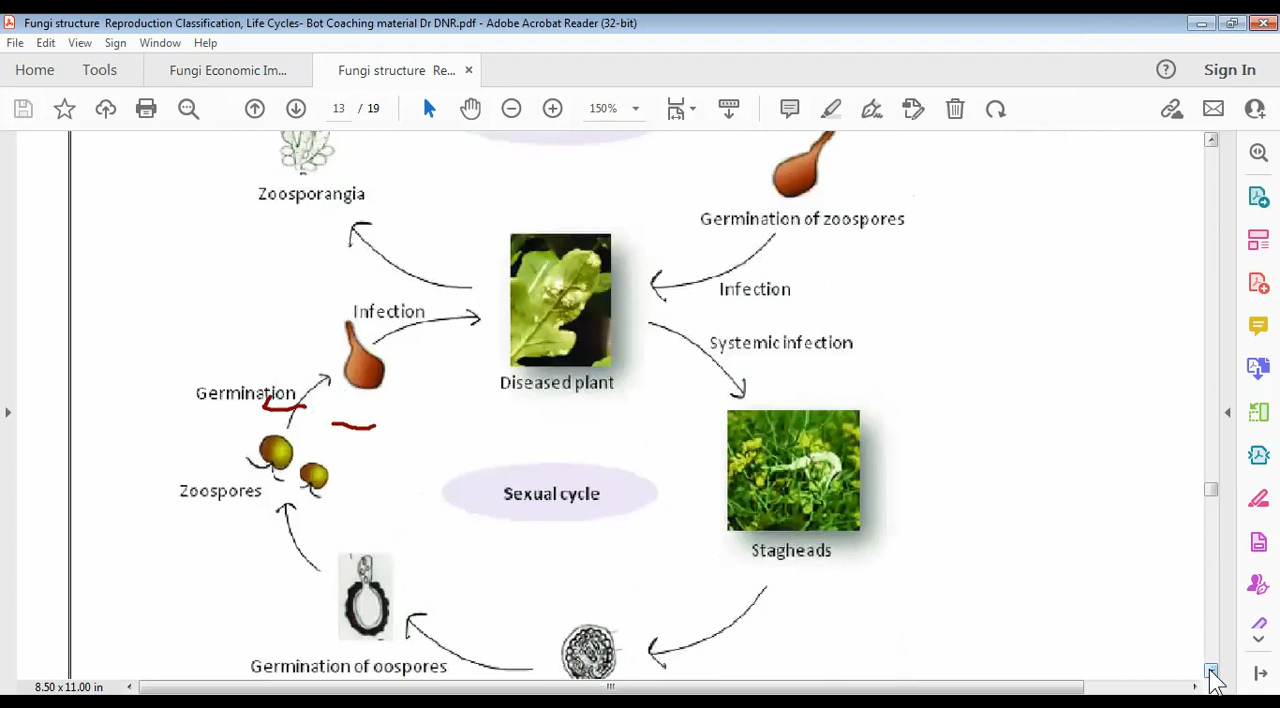 Fungi structure  Reproduction Classification, Life Cycles- Bot Coaching material Dr DNR.pdf - Adobe Acrobat Reader (32-bit)
File Edit View Sign Window Help
Home Tools Fungi Economic Im... Fungi structure  Re... Sign In
13 / 19 150%
Zoosporangia
Germination of zoospores
Infection
Infection
Systemic infection
Diseased plant
Germination
Zoospores
Sexual cycle
Stagheads
Germination of oospores
8.50 x 11.00 in